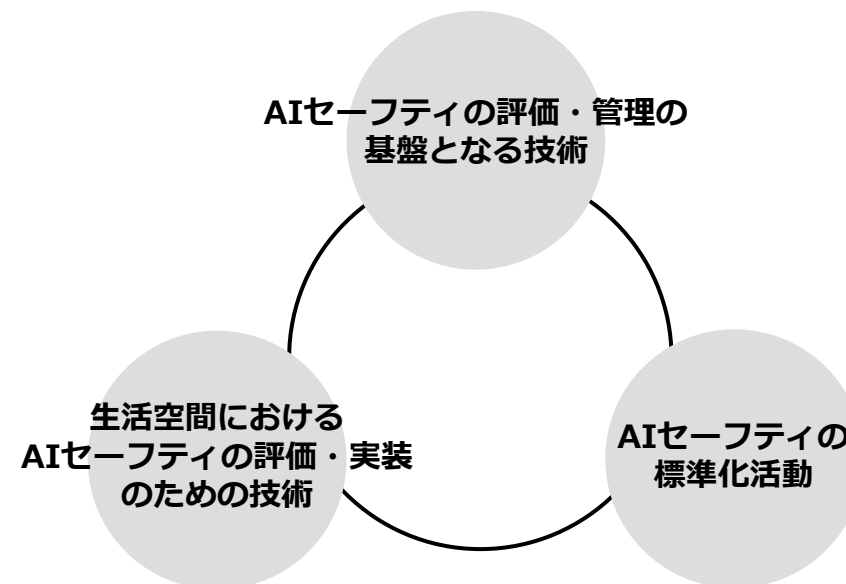 AIセーフティの評価・管理の
基盤となる技術
生活空間における
AIセーフティの評価・実装
のための技術
AIセーフティの
標準化活動